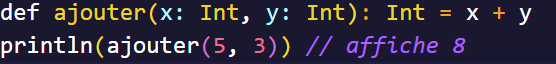 def ajouter(x: Int, y: Int): Int = x + y
println(ajouter(5, 3)) // affiche 8